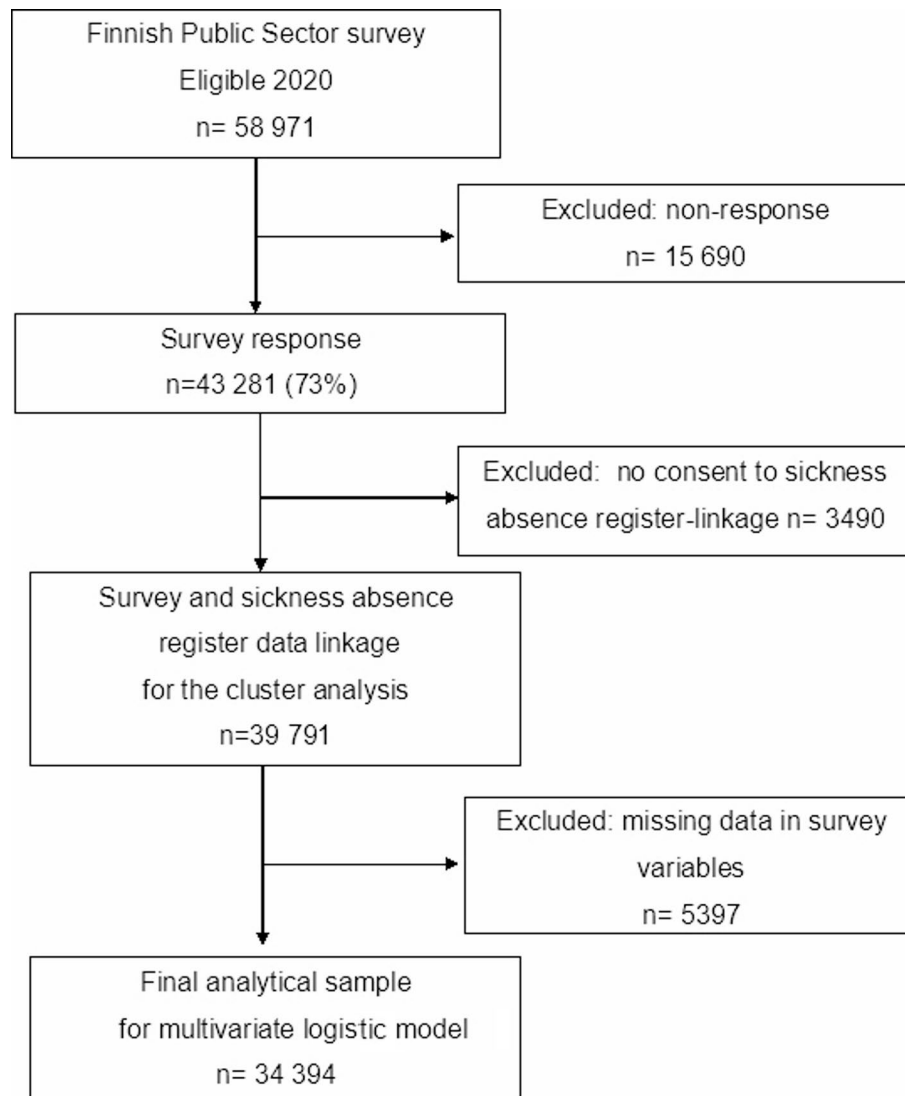 Finnish Public Sector survey
Eligible 2020
n= 58 971
Excluded: non-response
n= 15 690
Survey response
n=43 281 (73%)
Excluded: no consent to sickness
absence register-linkage n= 3490
Survey and sickness absence
register data linkage
for the cluster analysis
n=39 791
Excluded: missing data in survey
variables
n= 5397
Final analytical sample
for multivariate logistic model
n= 34 394